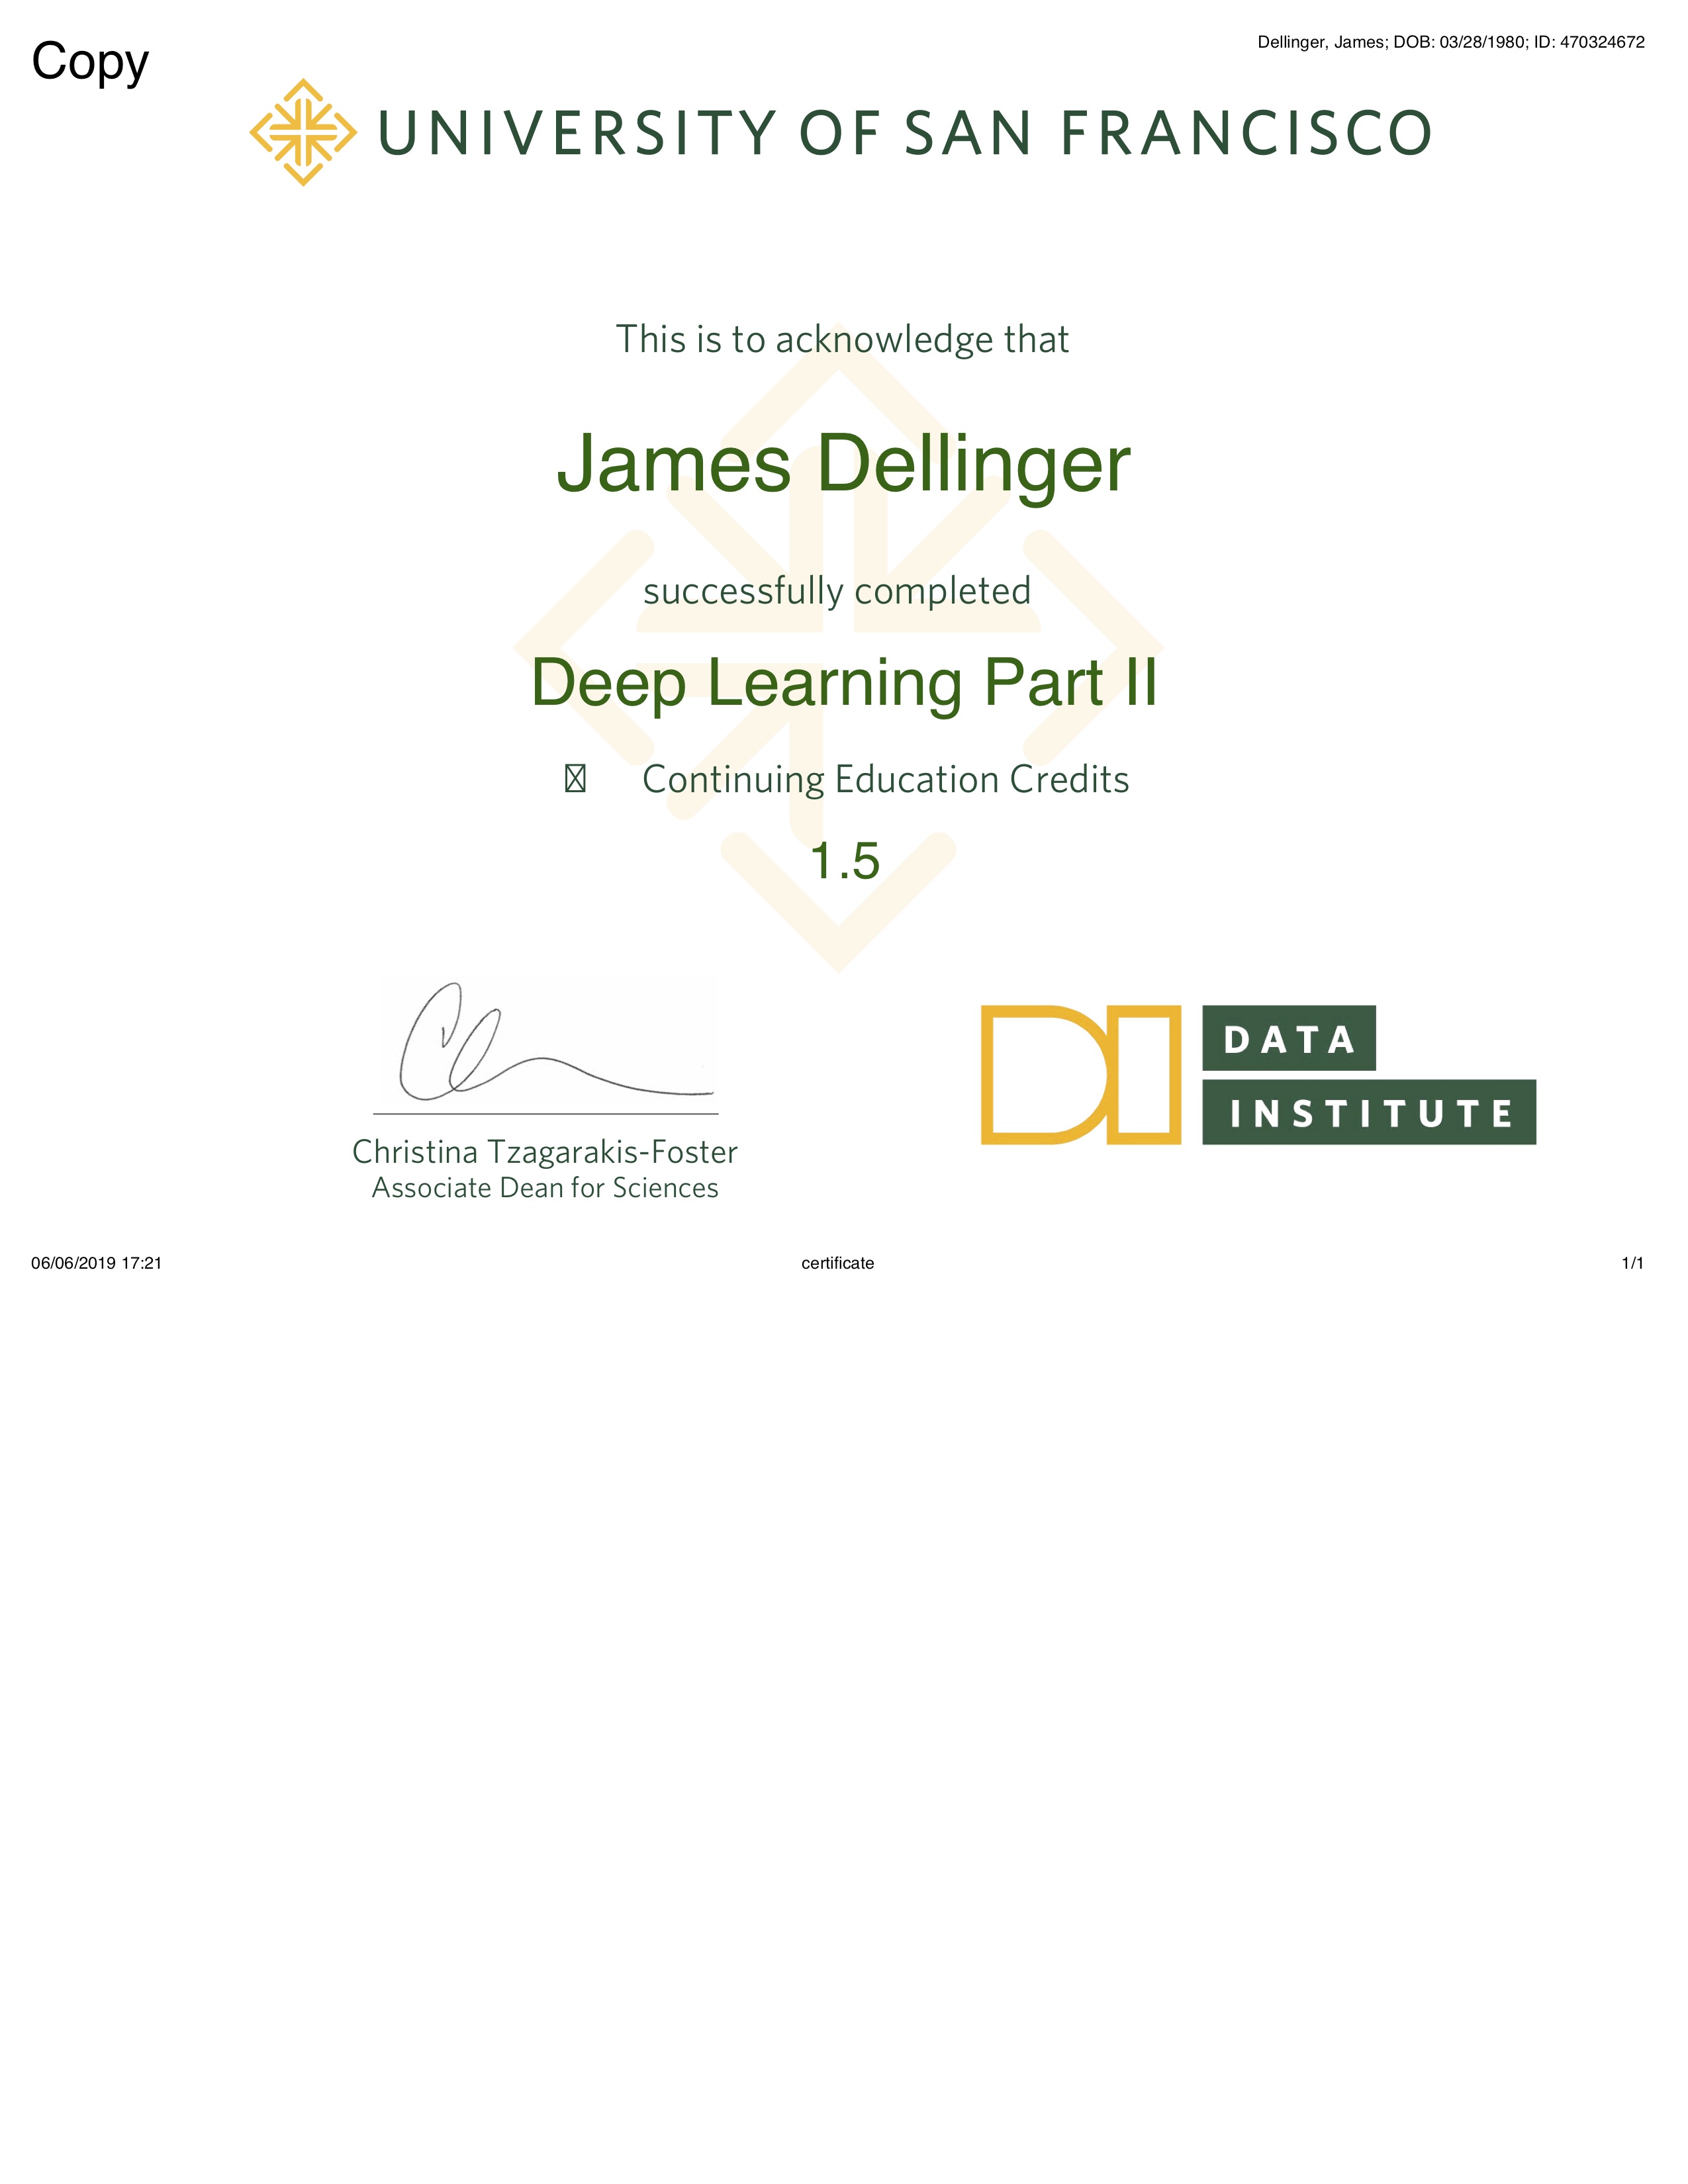 Copy
Dellinger, James; DOB: 03/28/1980; ID: 470324672
UNIVERSITY OF SAN FRANCISCO
This is to acknowledge that
James Dellinger
successfully completed
Deep Learning Part II
Continuing Education Credits
1.5
DATA
INSTITUTE
Christina Tzagarakis-Foster
Associate Dean for Sciences
06/06/2019 17:21
certificate
1/1